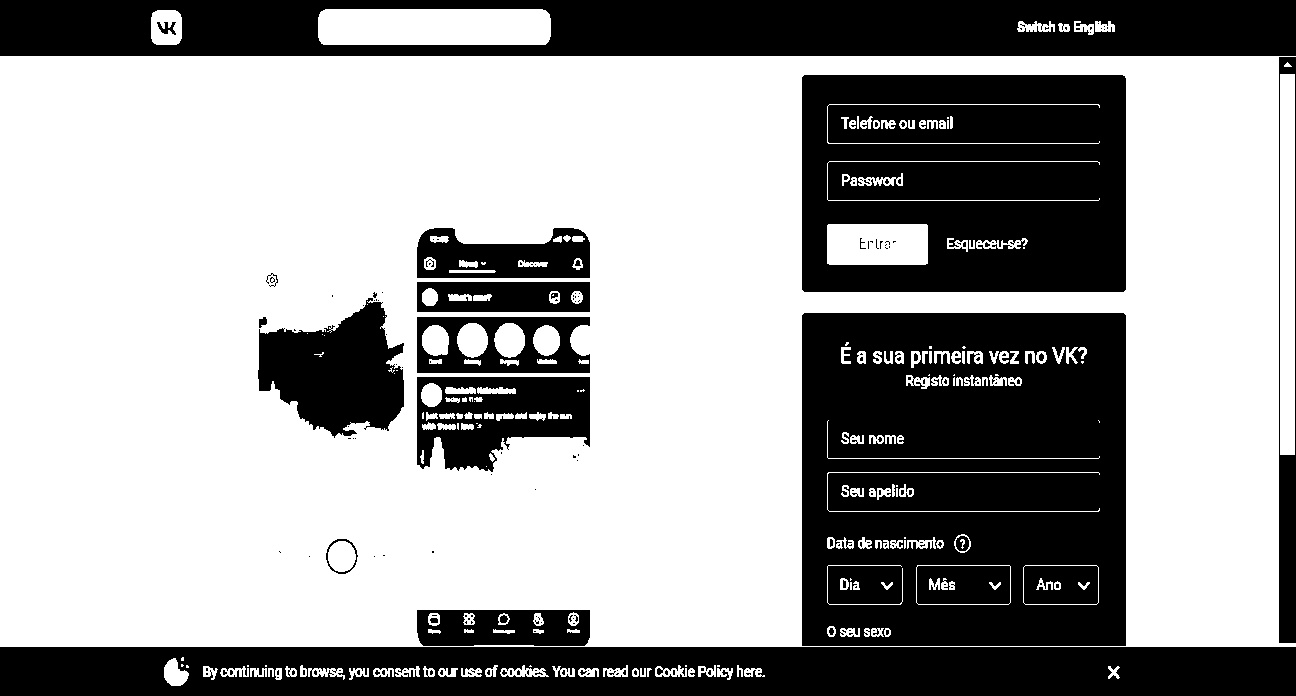 Switch to English
Telefone ou email
Password
Entrar
Esqueceu-se?
É a sua primeira vez no VK?
Registo instantâneo
Seu nome
Seu apelido
Data de nascimento ?
Dia
Mês
Ano
O seu sexo
News
Discover
What's new?
I just want to sit on the grass and enjoy the sun
with those I love
By continuing to browse, you consent to our use of cookies. You can read our Cookie Policy here.